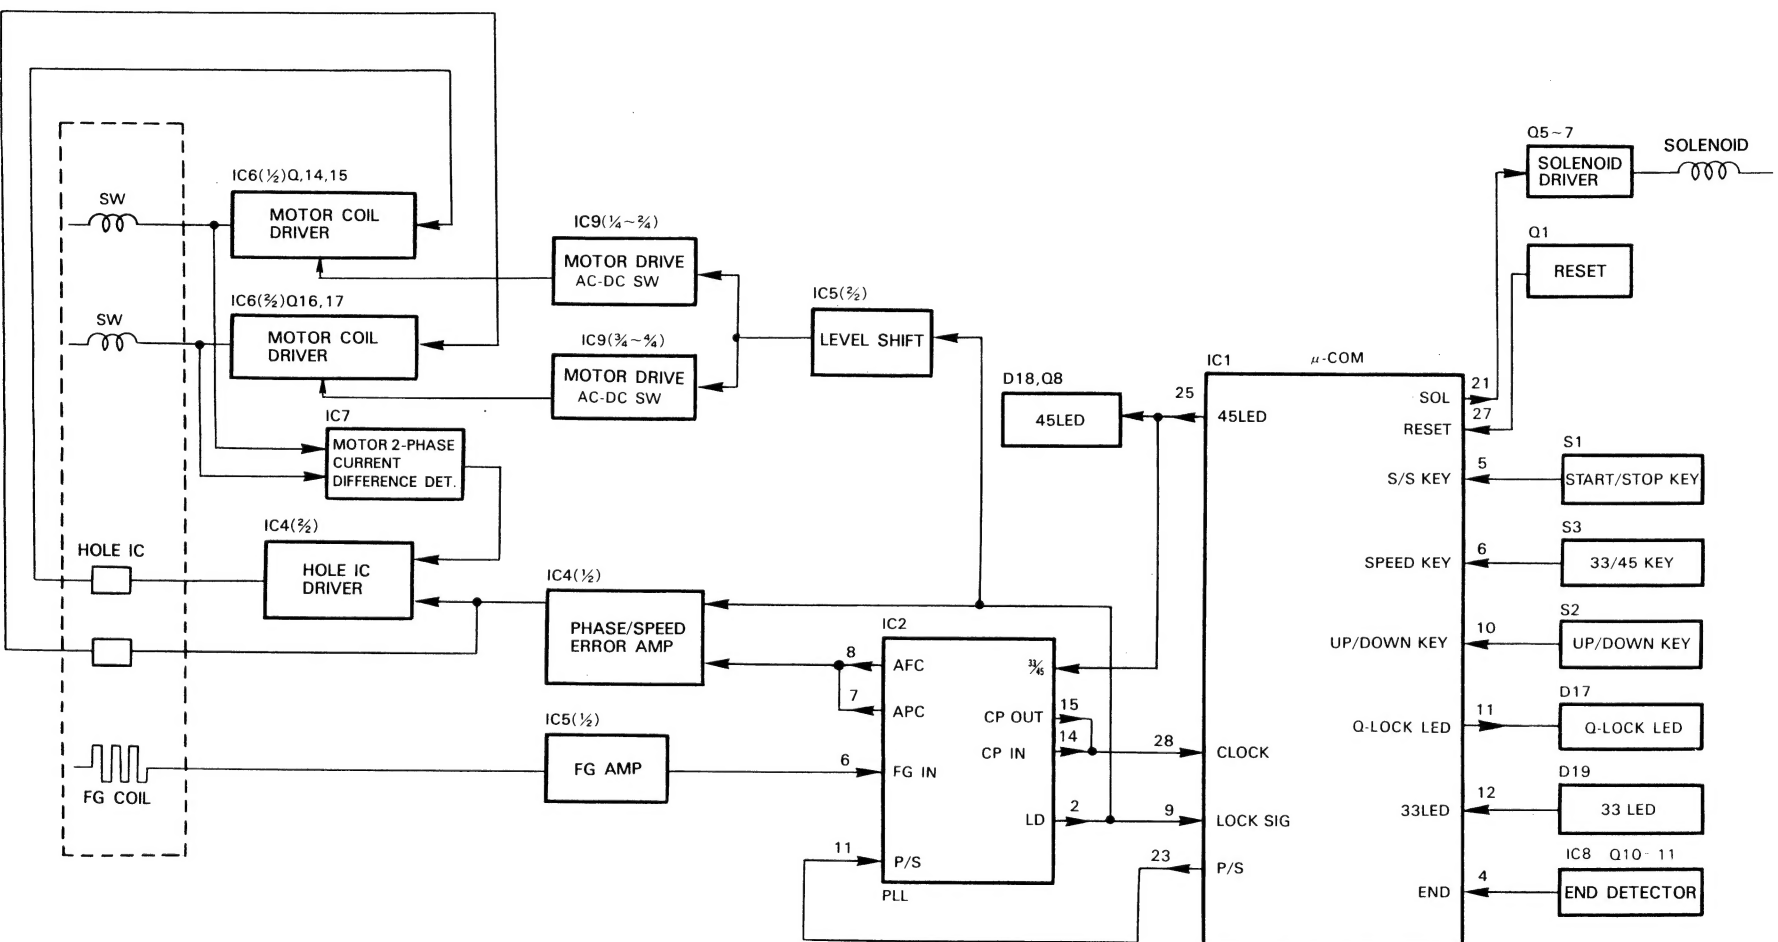 Q5~7
SOLENOID
SOLENOID
DRIVER
IC6(½)Q,14,15
SW
MOTOR COIL
DRIVER
IC9(¼~2/4)
Q1
MOTOR DRIVE
AC-DC SW
RESET
IC6(2/2)Q16,17
IC5(2/2)
SW
MOTOR COIL
DRIVER
IC9(¾~4/4)
LEVEL SHIFT
MOTOR DRIVE
AC-DC SW
IC1
μ-COM
D18,Q8
45LED
25
45LED
SOL
21
RESET
27
IC7
MOTOR 2-PHASE
CURRENT
DIFFERENCE DET.
S1
S/S KEY
5
START/STOP KEY
IC4(2/2)
HOLE IC
HOLE IC
DRIVER
S3
SPEED KEY
6
33/45 KEY
IC4(½)
PHASE/SPEED
ERROR AMP
S2
UP/DOWN KEY
10
UP/DOWN KEY
IC2
8
AFC
33/45
7
APC
CP OUT
15
CP IN
14
28
CLOCK
D17
Q-LOCK LED
11
Q-LOCK LED
IC5(½)
FG AMP
FG COIL
6
FG IN
LD
2
9
LOCK SIG
D19
33LED
12
33 LED
11
P/S
23
P/S
PLL
IC8 Q10-11
END
4
END DETECTOR